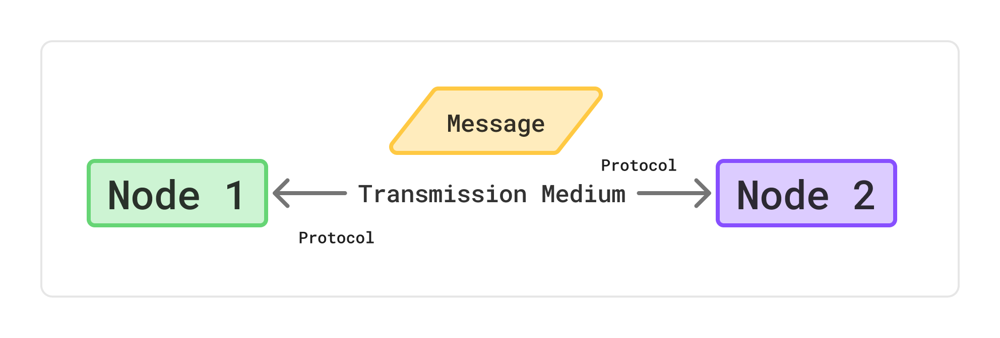 Message
Protocol
Node 1
Transmission Medium
Node 2
Protocol